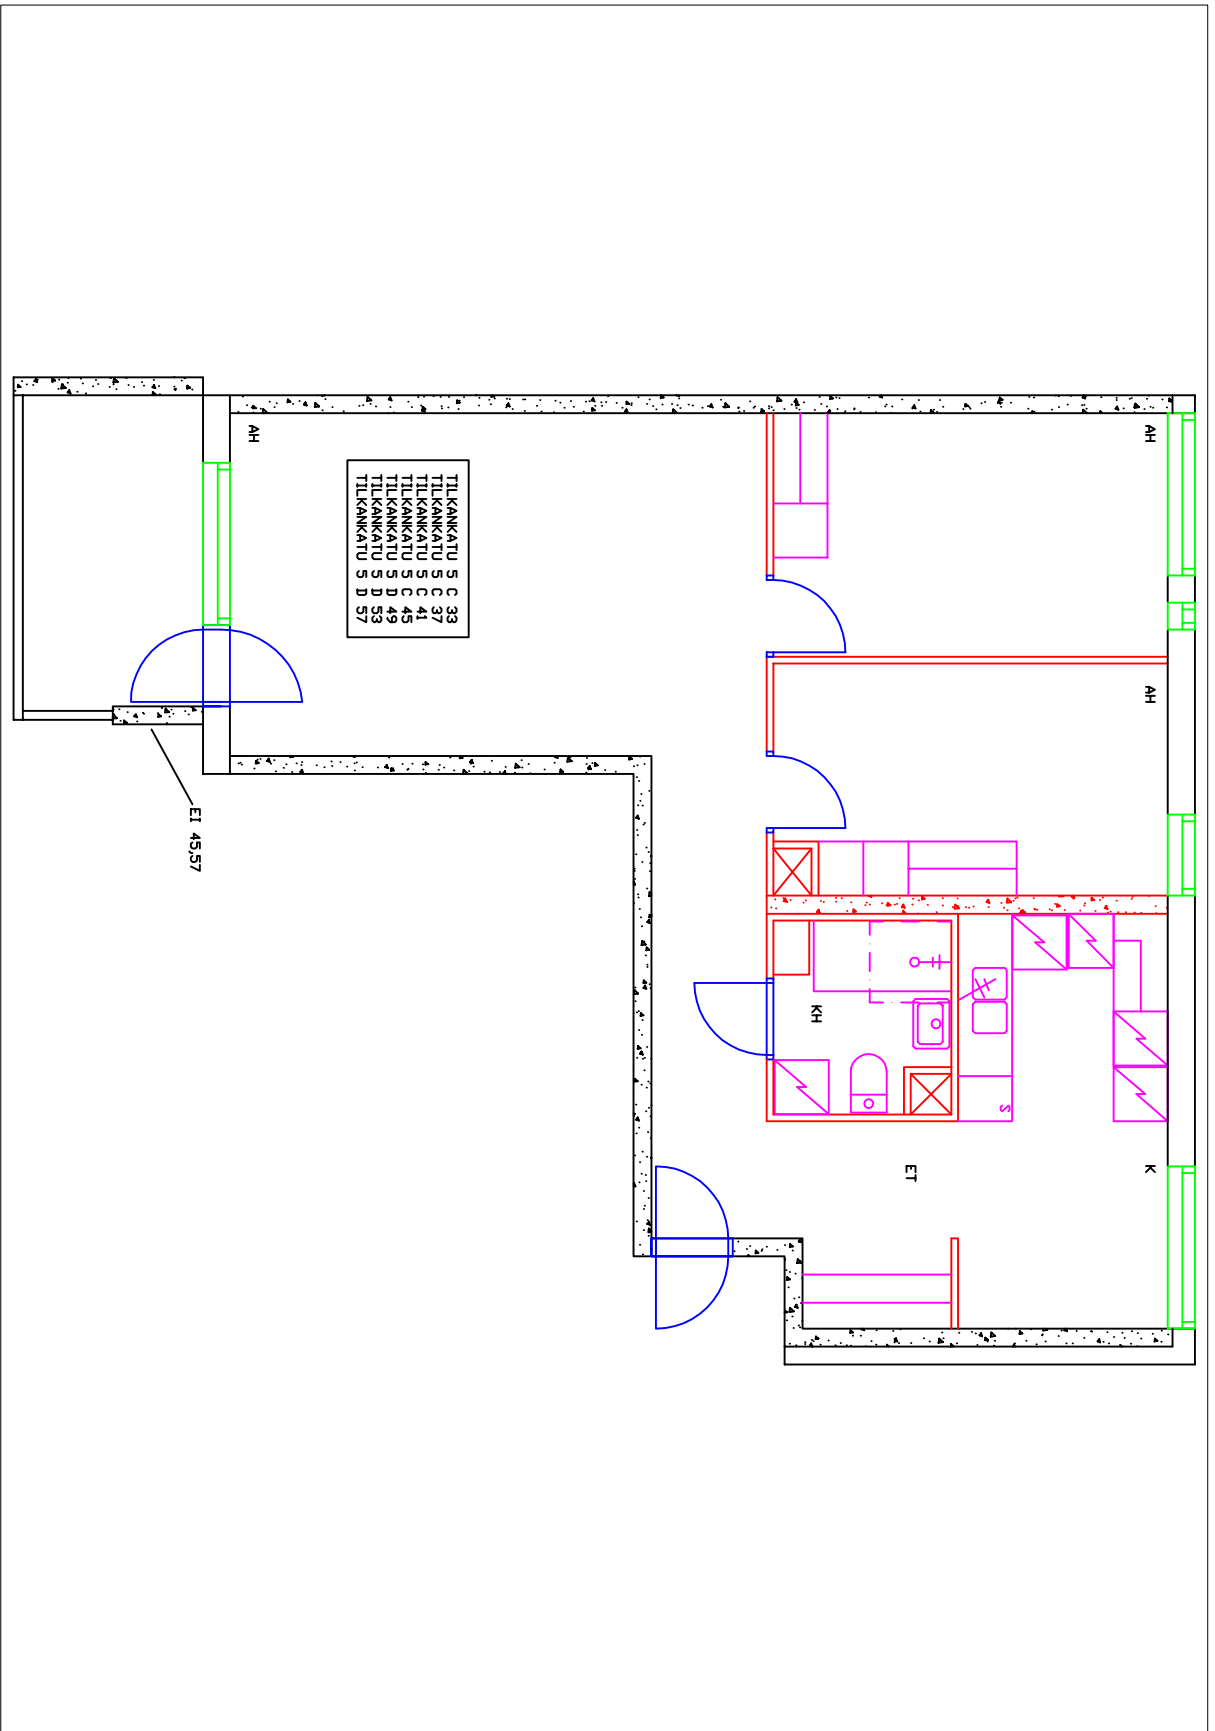 AH
AH
K
S
ET
KH
TILKANKATU 5 C 33
TILKANKATU 5 C 37
TILKANKATU 5 C 41
TILKANKATU 5 C 45
TILKANKATU 5 D 49
TILKANKATU 5 D 53
TILKANKATU 5 D 57
AH
EI 45,57